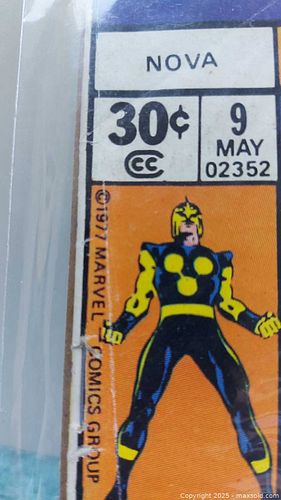 NOVA
30¢
CC
9
MAY
02352
©1977 MARVEL COMICS GROUP
Copyright © 2025 - maxsold.com